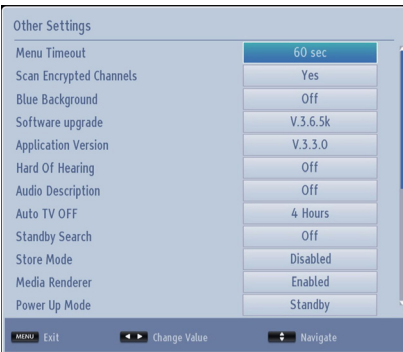 Other Settings
Menu Timeout 60 sec
Scan Encrypted Channels Yes
Blue Background Off
Software upgrade V.3.6.5k
Application Version V.3.3.0
Hard Of Hearing Off
Audio Description Off
Auto TV OFF 4 Hours
Standby Search Off
Store Mode Disabled
Media Renderer Enabled
Power Up Mode Standby
MENU Exit Change Value Navigate